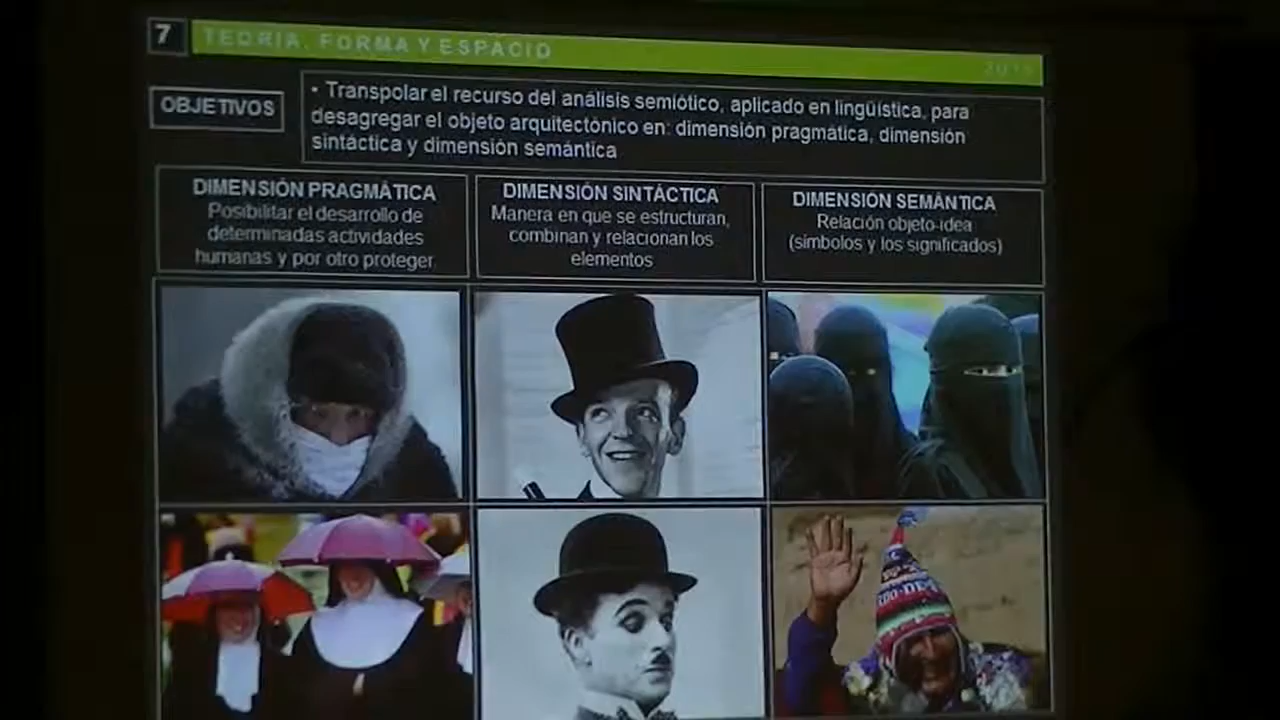 7
TEORÍA, FORMA Y ESPACIO
OBJETIVOS
• Transpolar el recurso del análisis semiótico, aplicado en lingüística, para
desagregar el objeto arquitectónico en: dimensión pragmática, dimensión
sintáctica y dimensión semántica
DIMENSIÓN PRAGMÁTICA
Posibilitar el desarrollo de
determinadas actividades
humanas y por otro proteger
DIMENSIÓN SINTÁCTICA
Manera en que se estructuran,
combinan y relacionan los
elementos
DIMENSIÓN SEMÁNTICA
Relación objeto-idea
(símbolos y los significados)